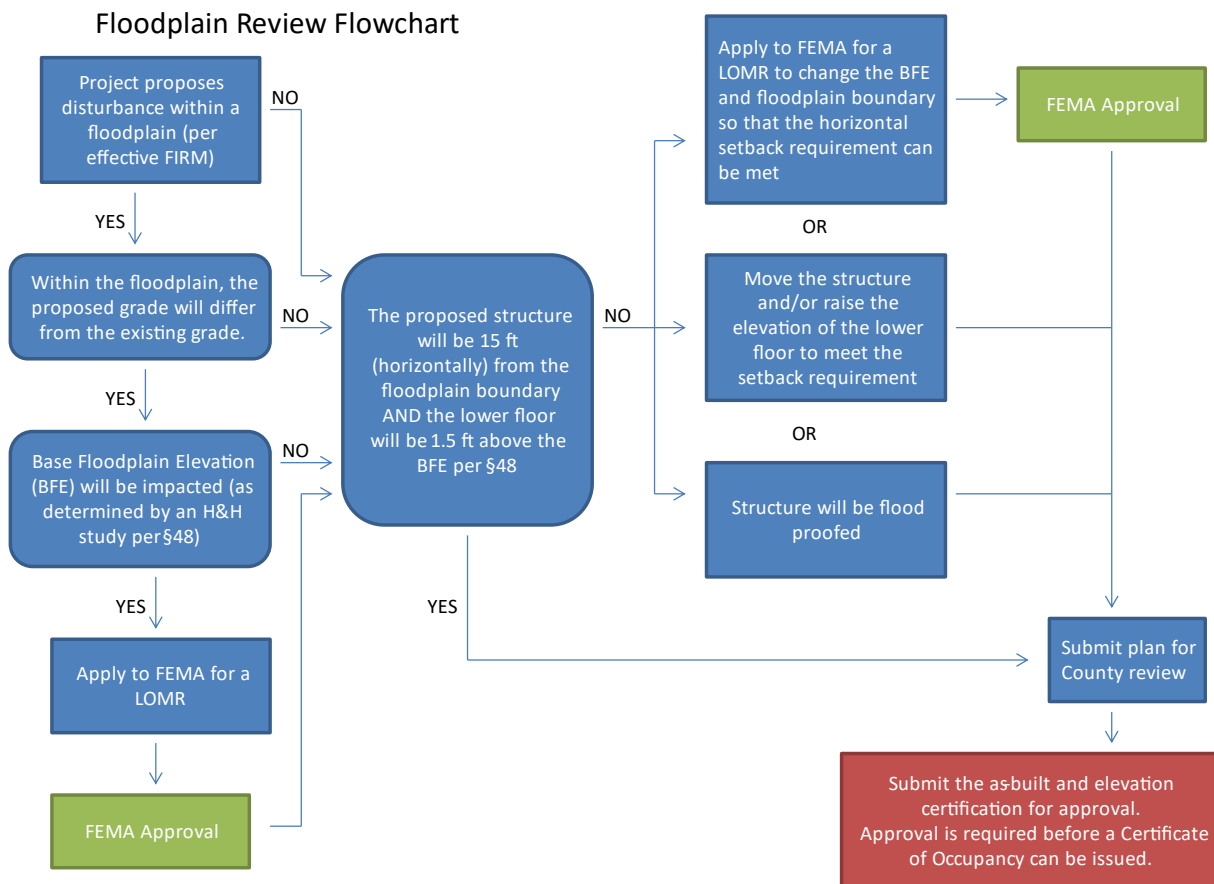 Floodplain Review Flowchart
Project proposes
disturbance within a
floodplain (per
effective FIRM)
NO
YES
Within the floodplain, the
proposed grade will differ
from the existing grade.
NO
YES
Base Floodplain Elevation
(BFE) will be impacted (as
determined by an H&H
study per §48)
NO
YES
Apply to FEMA for a
LOMR
FEMA Approval
The proposed structure
will be 15 ft
(horizontally) from the
floodplain boundary
AND the lower floor
will be 1.5 ft above the
BFE per §48
NO
YES
Apply to FEMA for a
LOMR to change the BFE
and floodplain boundary
so that the horizontal
setback requirement can
be met
OR
Move the structure
and/or raise the
elevation of the lower
floor to meet the
setback requirement
OR
Structure will be flood
proofed
FEMA Approval
Submit plan for
County review
Submit the as-built and elevation
certification for approval.
Approval is required before a Certificate
of Occupancy can be issued.